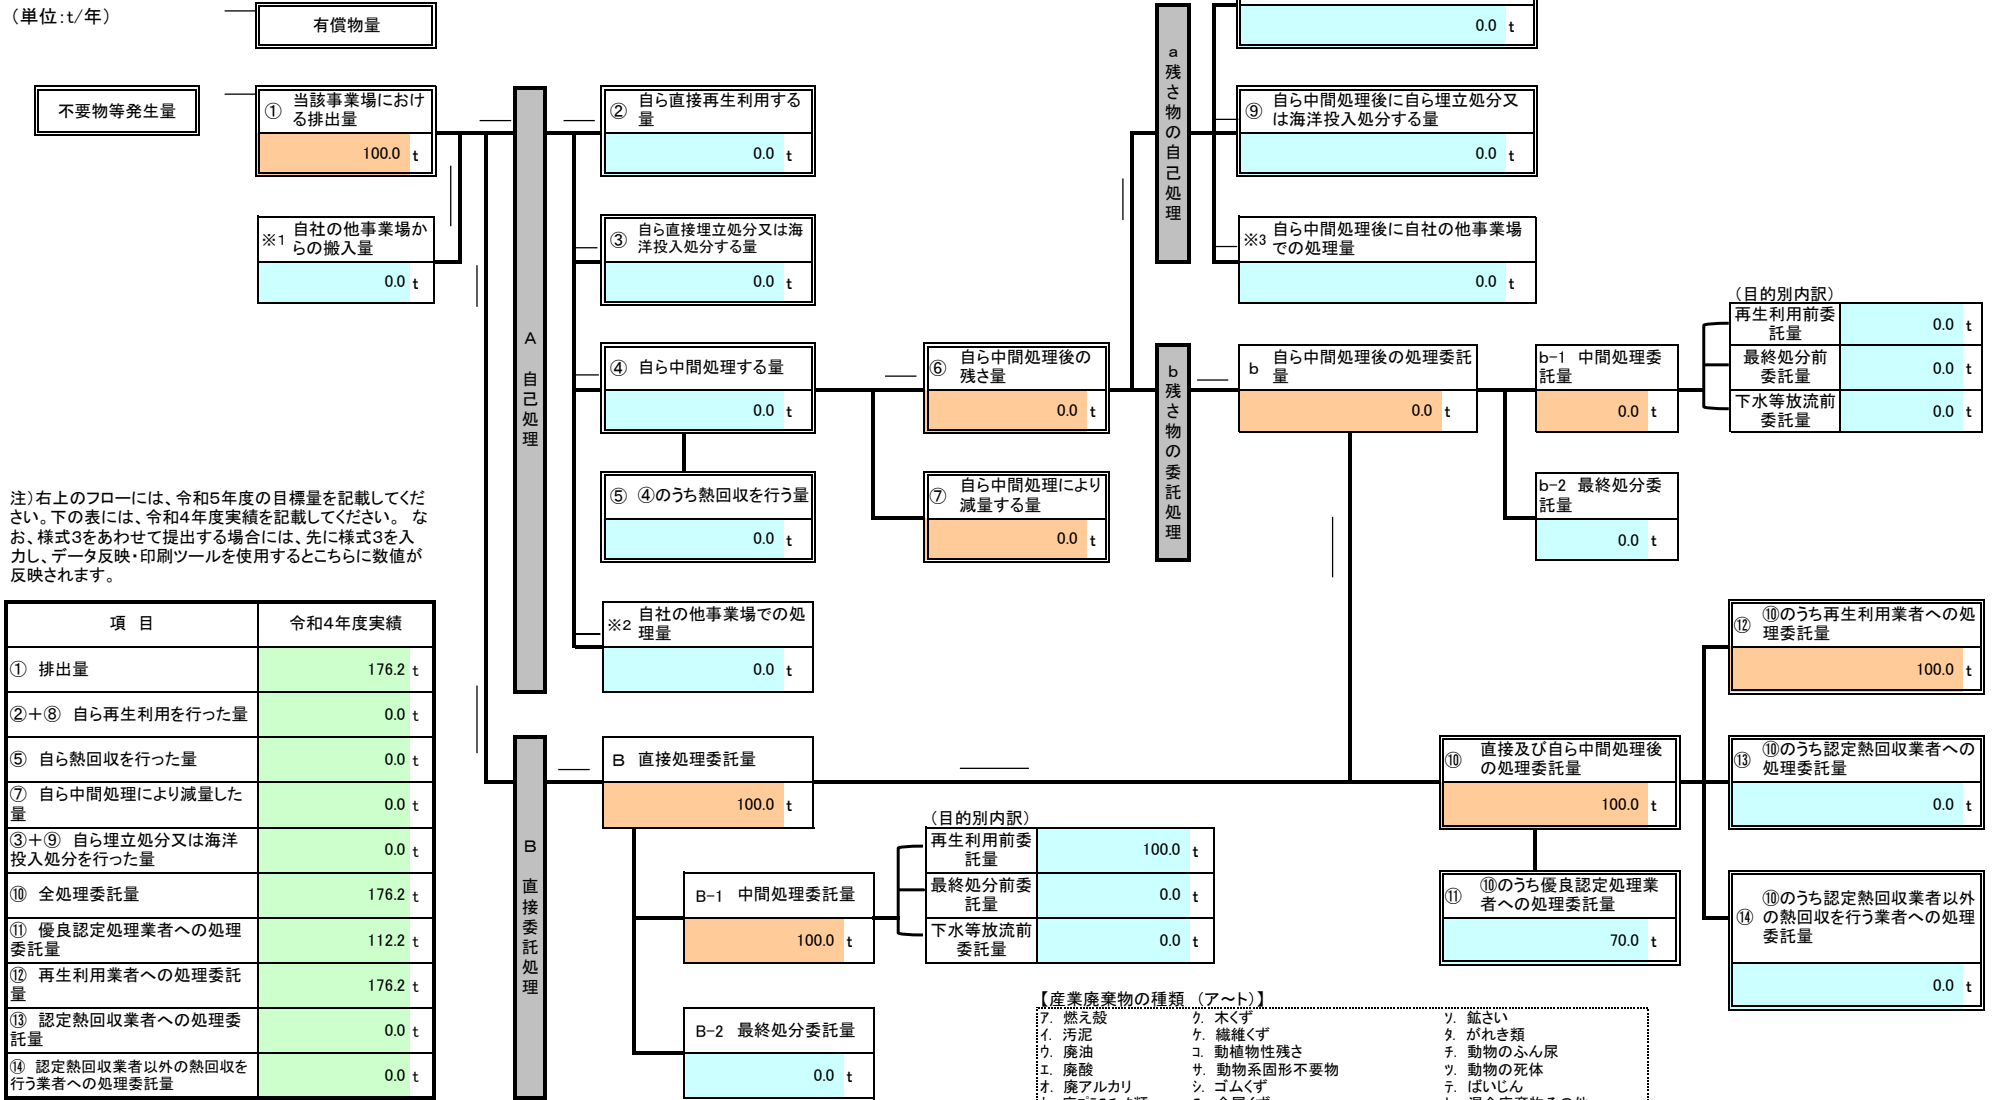 （単位：t/年）
有償物量
不要物等発生量
①
当該事業場におけ
る排出量
100.0 t
※1
自社の他事業場か
らの搬入量
0.0 t
A 自己処理
②
自ら直接再生利用する
量
0.0 t
③
自ら直接埋立処分又は海
洋投入処分する量
0.0 t
④ 自ら中間処理する量
0.0 t
⑤ ④のうち熱回収を行う量
0.0 t
※2
自社の他事業場での処
理量
0.0 t
⑥
自ら中間処理後の
残さ量
0.0 t
⑦
自ら中間処理により
減量する量
0.0 t
a 残さ物の自己処理
0.0 t
⑨
自ら中間処理後に自ら埋立処分又
は海洋投入処分する量
0.0 t
※3
自ら中間処理後に自社の他事業場
での処理量
0.0 t
b 残さ物の委託処理
b
自ら中間処理後の処理委託
量
0.0 t
b-1 中間処理委
託量
0.0 t
b-2 最終処分委
託量
0.0 t
（目的別内訳）
再生利用前委
託量
0.0 t
最終処分前
委託量
0.0 t
下水等放流前
委託量
0.0 t
注）右上のフローには、令和５年度の目標量を記載してくだ
さい。下の表には、令和４年度実績を記載してください。 な
お、様式３をあわせて提出する場合には、先に様式３を入
力し、データ反映・印刷ツールを使用するとこちらに数値が
反映されます。
項 目 令和４年度実績
① 排出量 176.2 t
②＋⑧ 自ら再生利用を行った量 0.0 t
⑤ 自ら熱回収を行った量 0.0 t
⑦ 自ら中間処理により減量した
量 0.0 t
③＋⑨ 自ら埋立処分又は海洋
投入処分を行った量 0.0 t
⑩ 全処理委託量 176.2 t
⑪ 優良認定処理業者への処理
委託量 112.2 t
⑫ 再生利用業者への処理委託
量 176.2 t
⑬ 認定熱回収業者への処理委
託量 0.0 t
⑭ 認定熱回収業者以外の熱回収を
行う業者への処理委託量 0.0 t
B 直接委託処理
B 直接処理委託量
100.0 t
B-1 中間処理委託量
100.0 t
B-2 最終処分委託量
0.0 t
（目的別内訳）
再生利用前委
託量
100.0 t
最終処分前委
託量
0.0 t
下水等放流前
委託量
0.0 t
⑩
直接及び自ら中間処理後
の処理委託量
100.0 t
⑪
⑩のうち優良認定処理業
者への処理委託量
70.0 t
⑫
⑩のうち再生利用業者への処
理委託量
100.0 t
⑬
⑩のうち認定熱回収業者への
処理委託量
0.0 t
⑭
⑩のうち認定熱回収業者以外
の熱回収を行う業者への処理
委託量
0.0 t
【産業廃棄物の種類 （ア～ト）】
ア． 燃え殻 ク． 木くず ソ． 鉱さい
イ． 汚泥 ケ． 繊維くず タ． がれき類
ウ． 廃油 コ． 動植物性残さ チ． 動物のふん尿
エ． 廃酸 サ． 動物系固形不要物 ツ． 動物の死体
オ． 廃アルカリ シ． ゴムくず テ． ばいじん